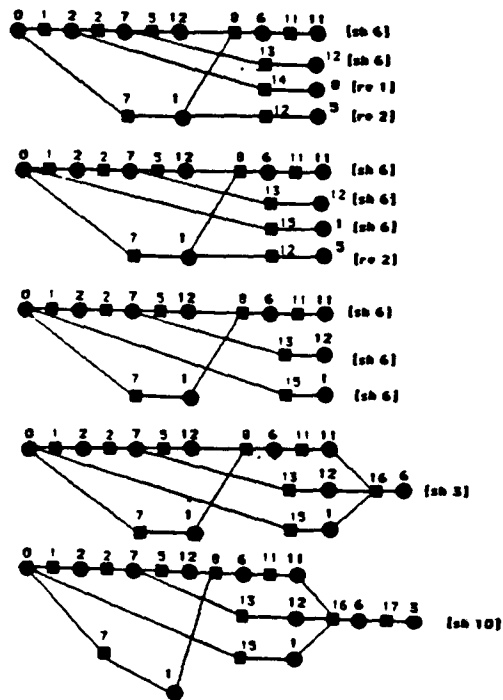 0 1 2 2 7 5 12 8 6 11 11 [sh 6]
13 12 [sh 6]
14 8 [re 1]
7 1 12 5 [re 2]
0 1 2 2 7 5 12 8 6 11 11 [sh 6]
13 12 [sh 6]
15 1 [sh 6]
7 1 12 5 [re 2]
0 1 2 2 7 5 12 8 6 11 11 [sh 6]
13 12 [sh 6]
7 1 15 1 [sh 6]
0 1 2 2 7 5 12 8 6 11 11
13 12 16 6 [sh 3]
7 1 15 1
0 1 2 2 7 5 12 8 6 11 11
13 12 16 6 17 3 [sh 10]
7 15 1
1